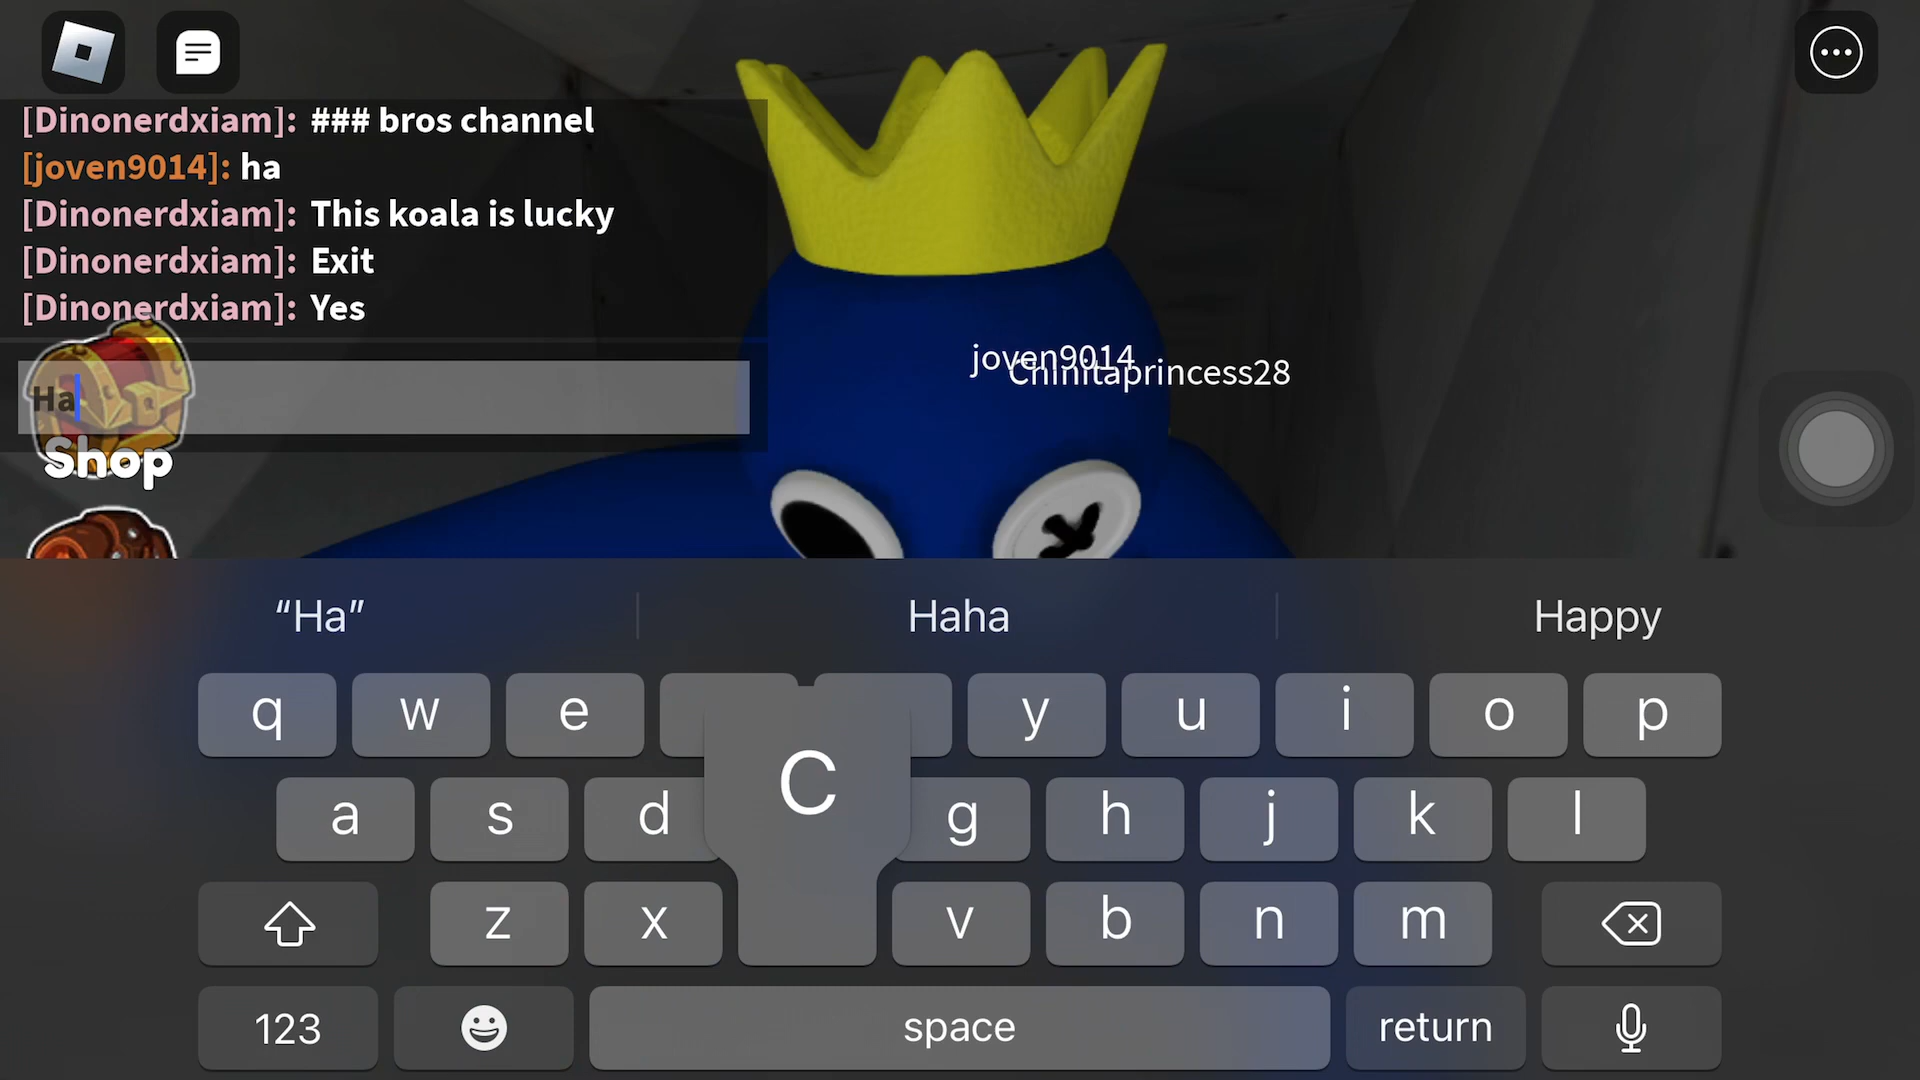 [Dinonerdxiam]: ### bros channel
[joven9014]: ha
[Dinonerdxiam]: This koala is lucky
[Dinonerdxiam]: Exit
[Dinonerdxiam]: Yes
Ha
Shop
joven9014
Chinitaprincess28
“Ha”
Haha
Happy
q w e y u i o p
a s d C g h j k l
z x v b n m
123 space return